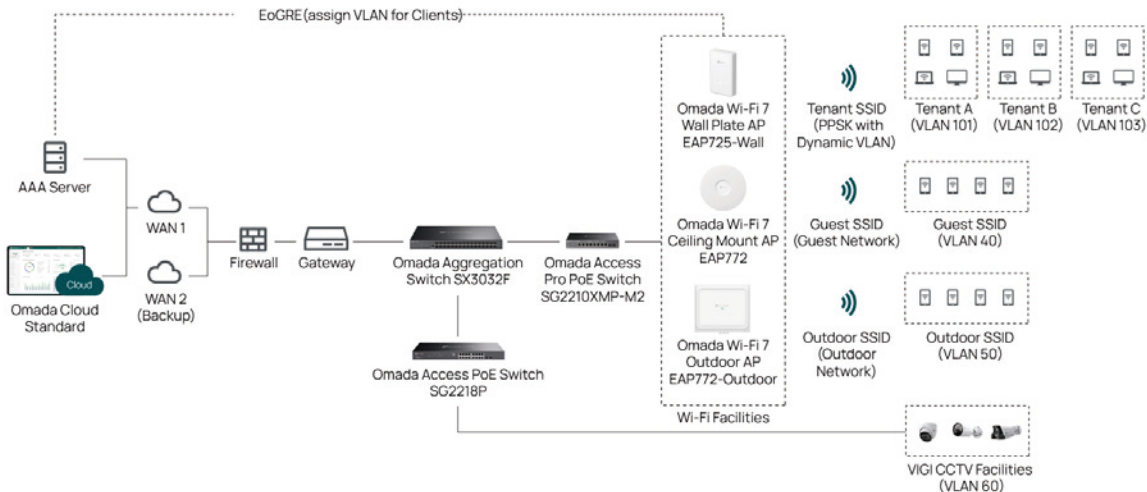 EoGRE(assign VLAN for Clients)
AAA Server
Omada Cloud
Standard
Cloud
WAN 1
WAN 2
(Backup)
Firewall
Gateway
Omada Aggregation
Switch SX3032F
Omada Access
Pro PoE Switch
SG2210XMP-M2
Omada Access PoE Switch
SG2218P
Omada Wi-Fi 7
Wall Plate AP
EAP725-Wall
Omada Wi-Fi 7
Ceiling Mount AP
EAP772
Omada Wi-Fi 7
Outdoor AP
EAP772-Outdoor
Wi-Fi Facilities
Tenant SSID
(PPSK with
Dynamic VLAN)
Guest SSID
(Guest Network)
Outdoor SSID
(Outdoor
Network)
Tenant A
(VLAN 101)
Tenant B
(VLAN 102)
Tenant C
(VLAN 103)
Guest SSID
(VLAN 40)
Outdoor SSID
(VLAN 50)
VIGI CCTV Facilities
(VLAN 60)